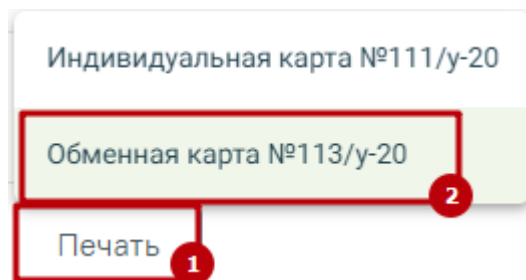 Индивидуальная карта №111/у-20
Обменная карта №113/у-20
2
Печать
1